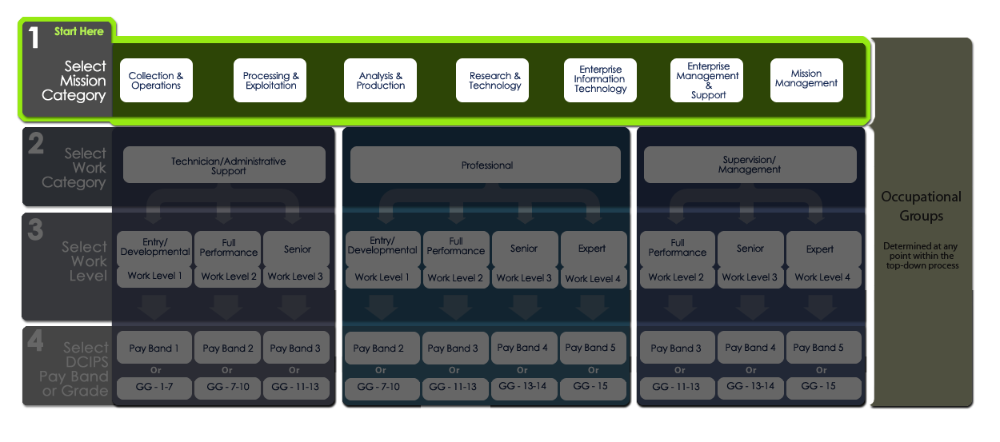 1 Start Here
Select
Mission
Category
Collection &
Operations
Processing &
Exploitation
Analysis &
Production
Research &
Technology
Enterprise
Information
Technology
Enterprise
Management
&
Support
Mission
Management
2
Select
Work
Category
Technician/Administrative
Support
Professional
Supervision/
Management
3
Select
Work
Level
Entry/
Developmental
Work Level 1
Full
Performance
Work Level 2
Senior
Work Level 3
Entry/
Developmental
Work Level 1
Full
Performance
Work Level 2
Senior
Work Level 3
Expert
Work Level 4
Full
Performance
Work Level 2
Senior
Work Level 3
Expert
Work Level 4
4
Select
DCIPS
Pay Band
or Grade
Pay Band 1
Or
GG - 1-7
Pay Band 2
Or
GG - 7-10
Pay Band 3
Or
GG - 11-13
Pay Band 2
Or
GG - 7-10
Pay Band 3
Or
GG - 11-13
Pay Band 4
Or
GG - 13-14
Pay Band 5
Or
GG - 15
Pay Band 3
Or
GG - 11-13
Pay Band 4
Or
GG - 13-14
Pay Band 5
Or
GG - 15
Occupational
Groups
Determined at any
point within the
top-down process